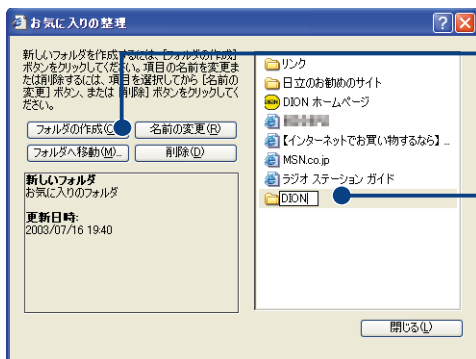 お気に入りの整理
新しいフォルダを作成するには、[フォルダの作成]
ボタンをクリックしてください。項目の名前を変更ま
たは削除するには、項目を選択してから [名前の
変更] ボタン、または [削除] ボタンをクリックしてく
ださい。
フォルダの作成(C) 名前の変更(R)
フォルダへ移動(M)... 削除(D)
新しいフォルダ
お気に入りのフォルダ
更新日時:
2003/07/16 19:40
リンク
日立のお勧めのサイト
DION ホームページ
【インターネットでお買い物するなら】...
MSN.co.jp
ラジオ ステーション ガイド
DION
閉じる(L)